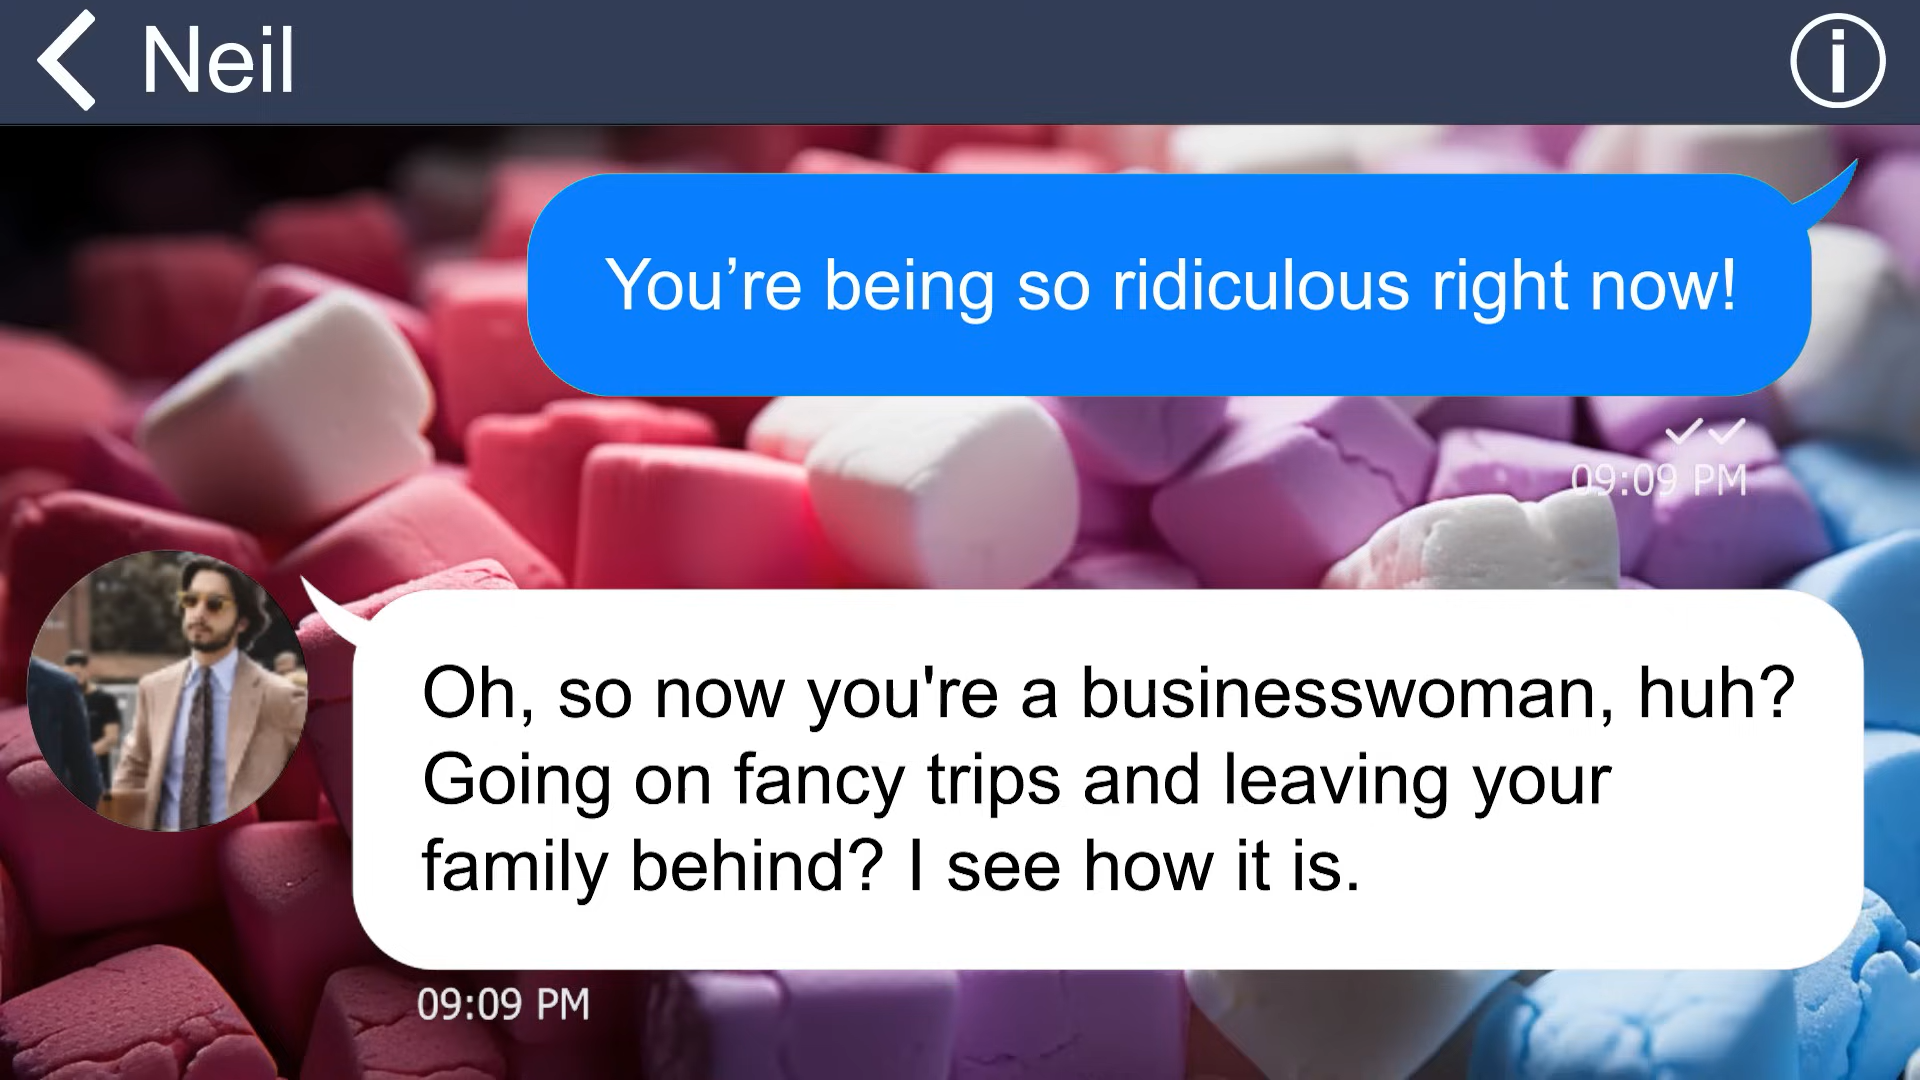 Neil
You’re being so ridiculous right now!
09:09 PM
Oh, so now you're a businesswoman, huh?
Going on fancy trips and leaving your
family behind? I see how it is.
09:09 PM